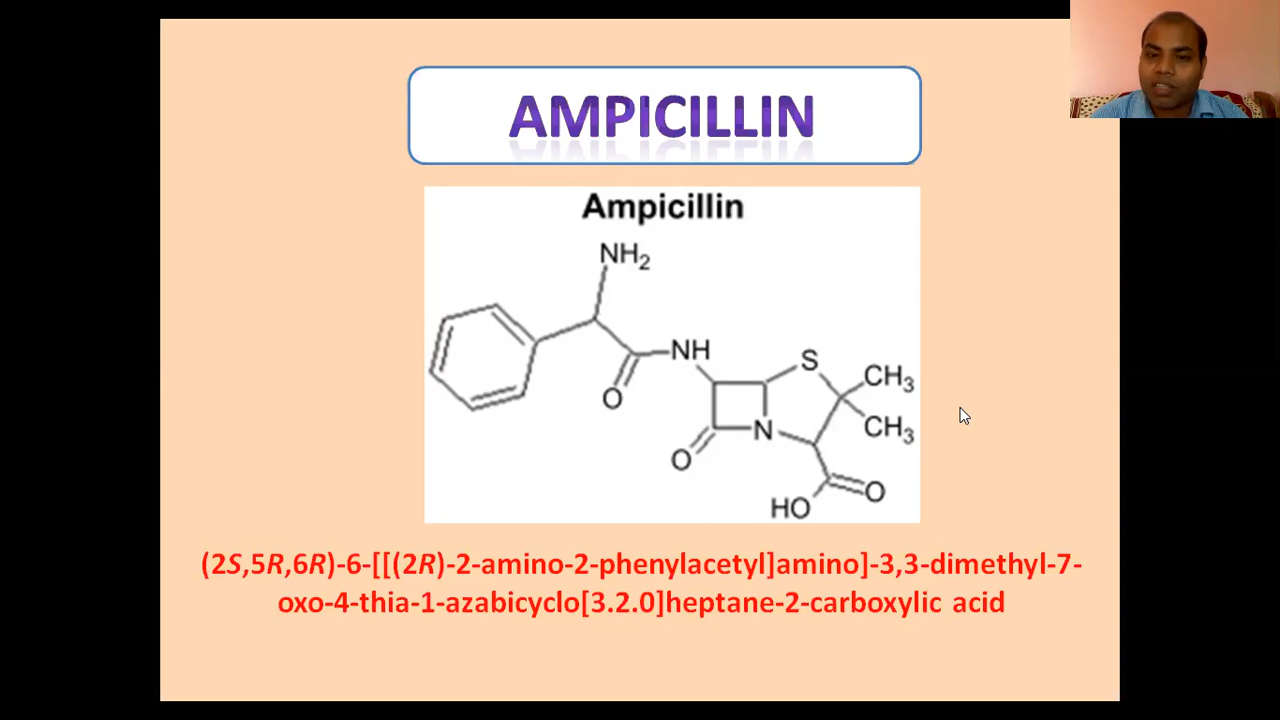 AMPICILLIN
Ampicillin
NH2
NH
S
CH3
O
CH3
N
O
O
HO
(2S,5R,6R)-6-[[(2R)-2-amino-2-phenylacetyl]amino]-3,3-dimethyl-7-
oxo-4-thia-1-azabicyclo[3.2.0]heptane-2-carboxylic acid